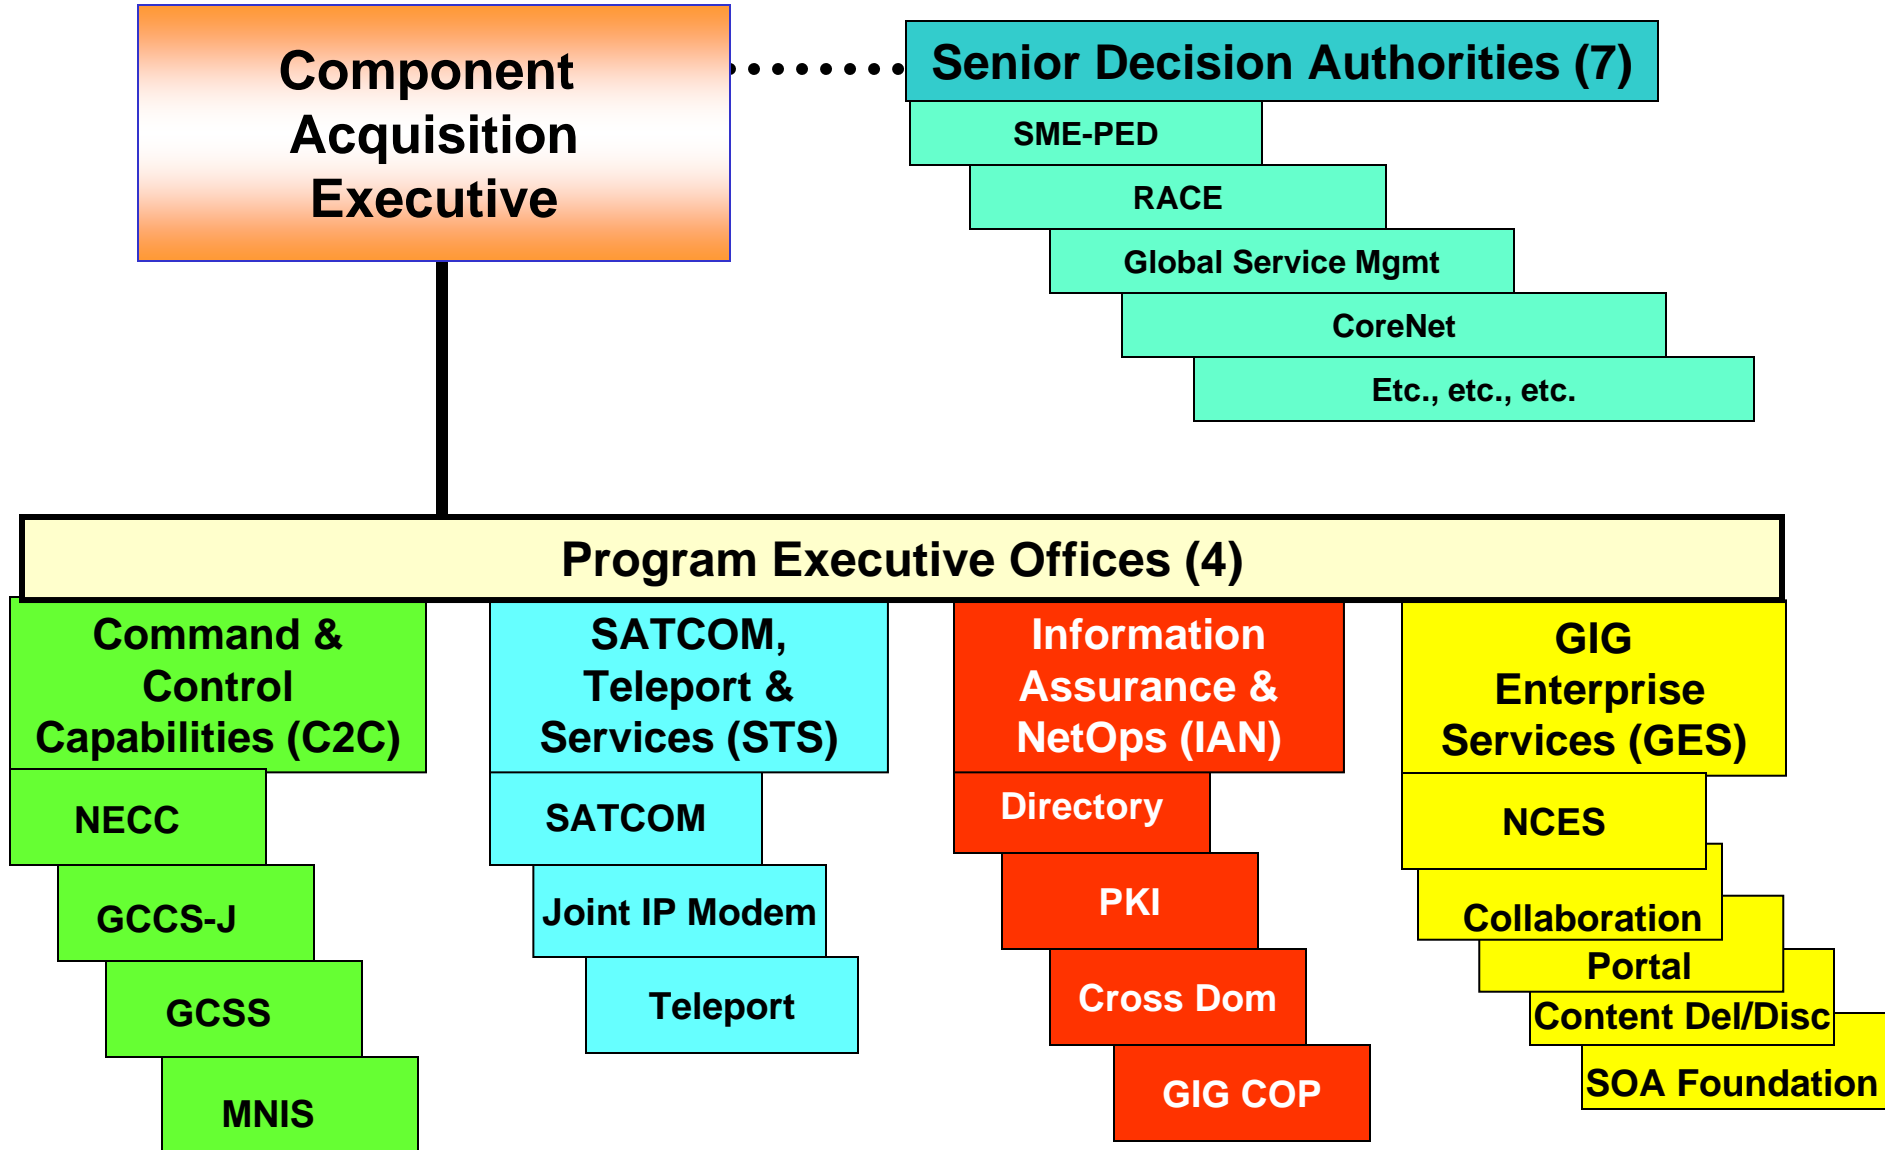 Component
Acquisition
Executive
Senior Decision Authorities (7)
SME-PED
RACE
Global Service Mgmt
CoreNet
Etc., etc., etc.
Program Executive Offices (4)
Command &
Control
Capabilities (C2C)
NECC
GCCS-J
GCSS
MNIS
SATCOM,
Teleport &
Services (STS)
SATCOM
Joint IP Modem
Teleport
Information
Assurance &
NetOps (IAN)
Directory
PKI
Cross Dom
GIG COP
GIG
Enterprise
Services (GES)
NCES
Collaboration
Portal
Content Del/Disc
SOA Foundation